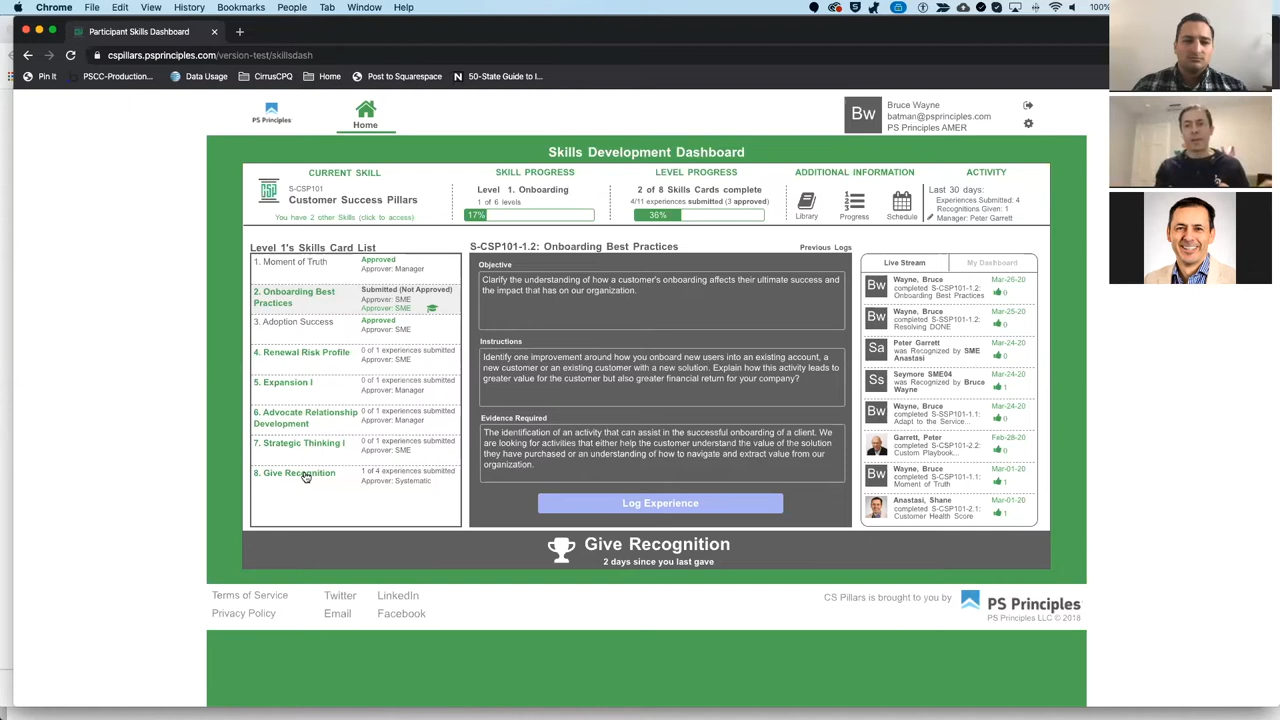 Chrome File Edit View History Bookmarks People Tab Window Help
100%
Participant Skills Dashboard
cspillars.psprinciples.com/version-test/skillsdash
Pin It PSCC-Production... Data Usage CirrusCPQ Home Post to Squarespace 50-State Guide to I...
PS Principles
Home
Bw
Bruce Wayne
batman@psprinciples.com
PS Principles AMER
Skills Development Dashboard
CURRENT SKILL
CSP
S-CSP101
Customer Success Pillars
You have 2 other Skills (click to access)
SKILL PROGRESS
Level 1. Onboarding
1 of 6 levels
17%
LEVEL PROGRESS
2 of 8 Skills Cards complete
4/11 experiences submitted (3 approved)
36%
ADDITIONAL INFORMATION
Library Progress Schedule
ACTIVITY
Last 30 days:
Experiences Submitted: 4
Recognitions Given: 1
Manager: Peter Garrett
Level 1's Skills Card List
1. Moment of Truth
Approved
Approver: Manager
2. Onboarding Best
Practices
Submitted (Not Approved)
Approver: SME
Approver: SME
3. Adoption Success
Approved
Approver: SME
4. Renewal Risk Profile
0 of 1 experiences submitted
Approver: SME
5. Expansion I
0 of 1 experiences submitted
Approver: Manager
6. Advocate Relationship
Development
0 of 1 experiences submitted
Approver: Manager
7. Strategic Thinking I
0 of 1 experiences submitted
Approver: SME
8. Give Recognition
1 of 4 experiences submitted
Approver: Systematic
S-CSP101-1.2: Onboarding Best Practices
Previous Logs
Objective
Clarify the understanding of how a customer's onboarding affects their ultimate success and
the impact that has on our organization.
Instructions
Identify one improvement around how you onboard new users into an existing account, a
new customer or an existing customer with a new solution. Explain how this activity leads to
greater value for the customer but also greater financial return for your company?
Evidence Required
The identification of an activity that can assist in the successful onboarding of a client. We
are looking for activities that either help the customer understand the value of the solution
they have purchased or an understanding of how to navigate and extract value from our
organization.
Log Experience
Live Stream
My Dashboard
Bw
Wayne, Bruce
completed S-CSP101-1.2:
Onboarding Best Practices
Mar-26-20
0
Bw
Wayne, Bruce
completed S-SSP101-1.2:
Resolving DONE
Mar-25-20
0
Sa
Peter Garrett
was Recognized by SME
Anastasi
Mar-24-20
0
Ss
Seymore SME04
was Recognized by Bruce
Wayne
Mar-24-20
1
Bw
Wayne, Bruce
completed S-SSP101-1.1:
Adapt to the Service...
Mar-24-20
0
Garrett, Peter
completed S-CSP101-2.2:
Custom Playbook...
Feb-28-20
0
Bw
Wayne, Bruce
completed S-CSP101-1.1:
Moment of Truth
Mar-01-20
1
Anastasi, Shane
completed S-CSP101-2.1:
Customer Health Score
Mar-01-20
1
Give Recognition
2 days since you last gave
Terms of Service Twitter LinkedIn
Privacy Policy Email Facebook
CS Pillars is brought to you by
PS Principles
PS Principles LLC © 2018